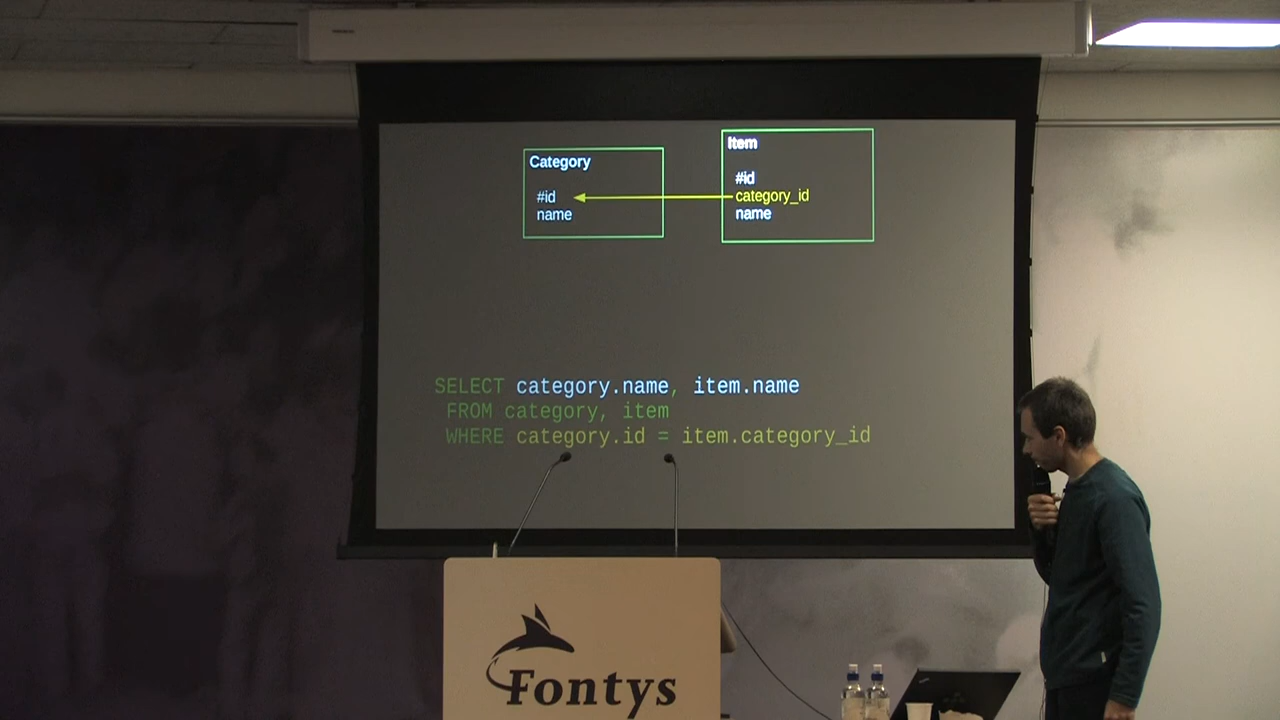 Category
#id
name
Item
#id
category_id
name
SELECT category.name, item.name
FROM category, item
WHERE category.id = item.category_id
Fontys